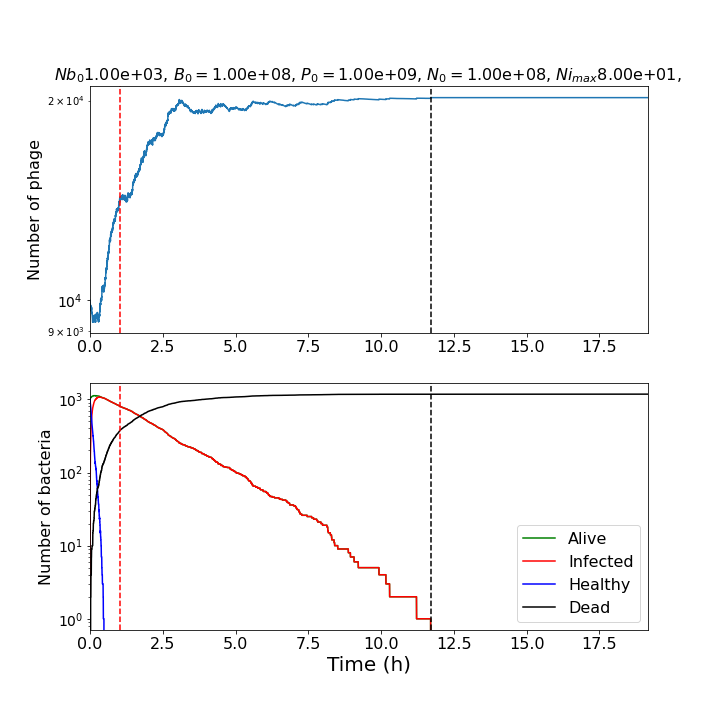 Nb₀1.00e+03, B₀ = 1.00e+08, P₀ = 1.00e+09, N₀ = 1.00e+08, Ni_max8.00e+01,
2 × 10⁴
Number of phage
10⁴
9 × 10³
0.0 2.5 5.0 7.5 10.0 12.5 15.0 17.5
10³
10²
Number of bacteria
10¹
10⁰
Alive
Infected
Healthy
Dead
0.0 2.5 5.0 7.5 10.0 12.5 15.0 17.5
Time (h)